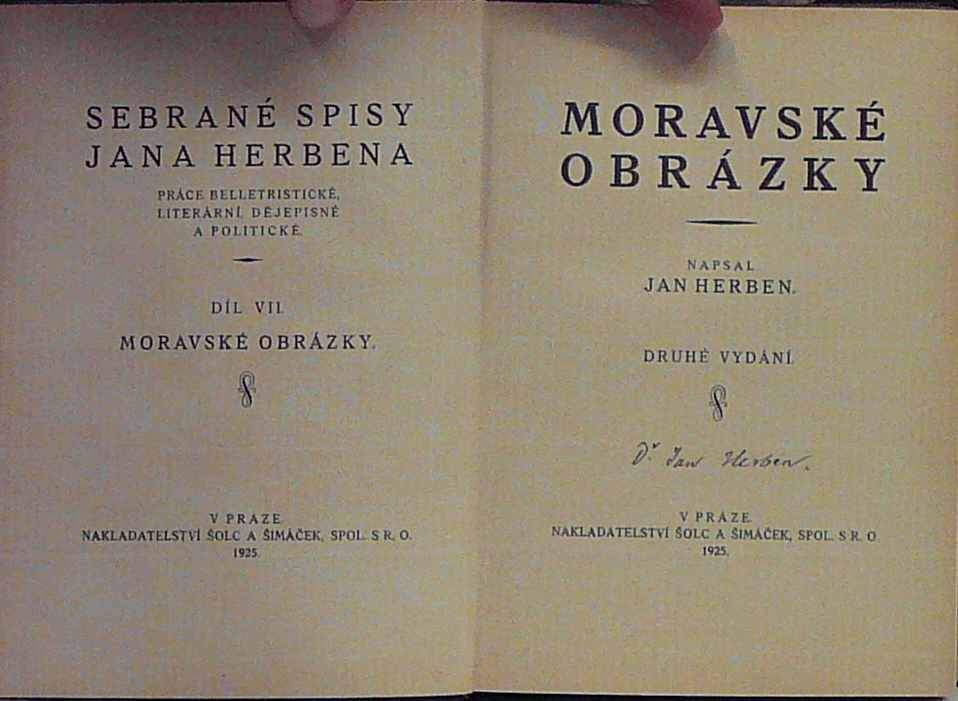 SEBRANÉ SPISY
JANA HERBENA
PRÁCE BELLETRISTICKÉ,
LITERÁRNÍ, DĚJEPISNÉ
A POLITICKÉ.
DÍL VII.
MORAVSKÉ OBRÁZKY.
V PRAZE.
NAKLADATELSTVÍ ŠOLC A ŠIMÁČEK, SPOL. S R. O.
1925.
MORAVSKÉ
OBRÁZKY
NAPSAL
JAN HERBEN.
DRUHÉ VYDÁNÍ.
Dr Jan Herben.
V PRAZE.
NAKLADATELSTVÍ ŠOLC A ŠIMÁČEK, SPOL. S R. O.
1925.